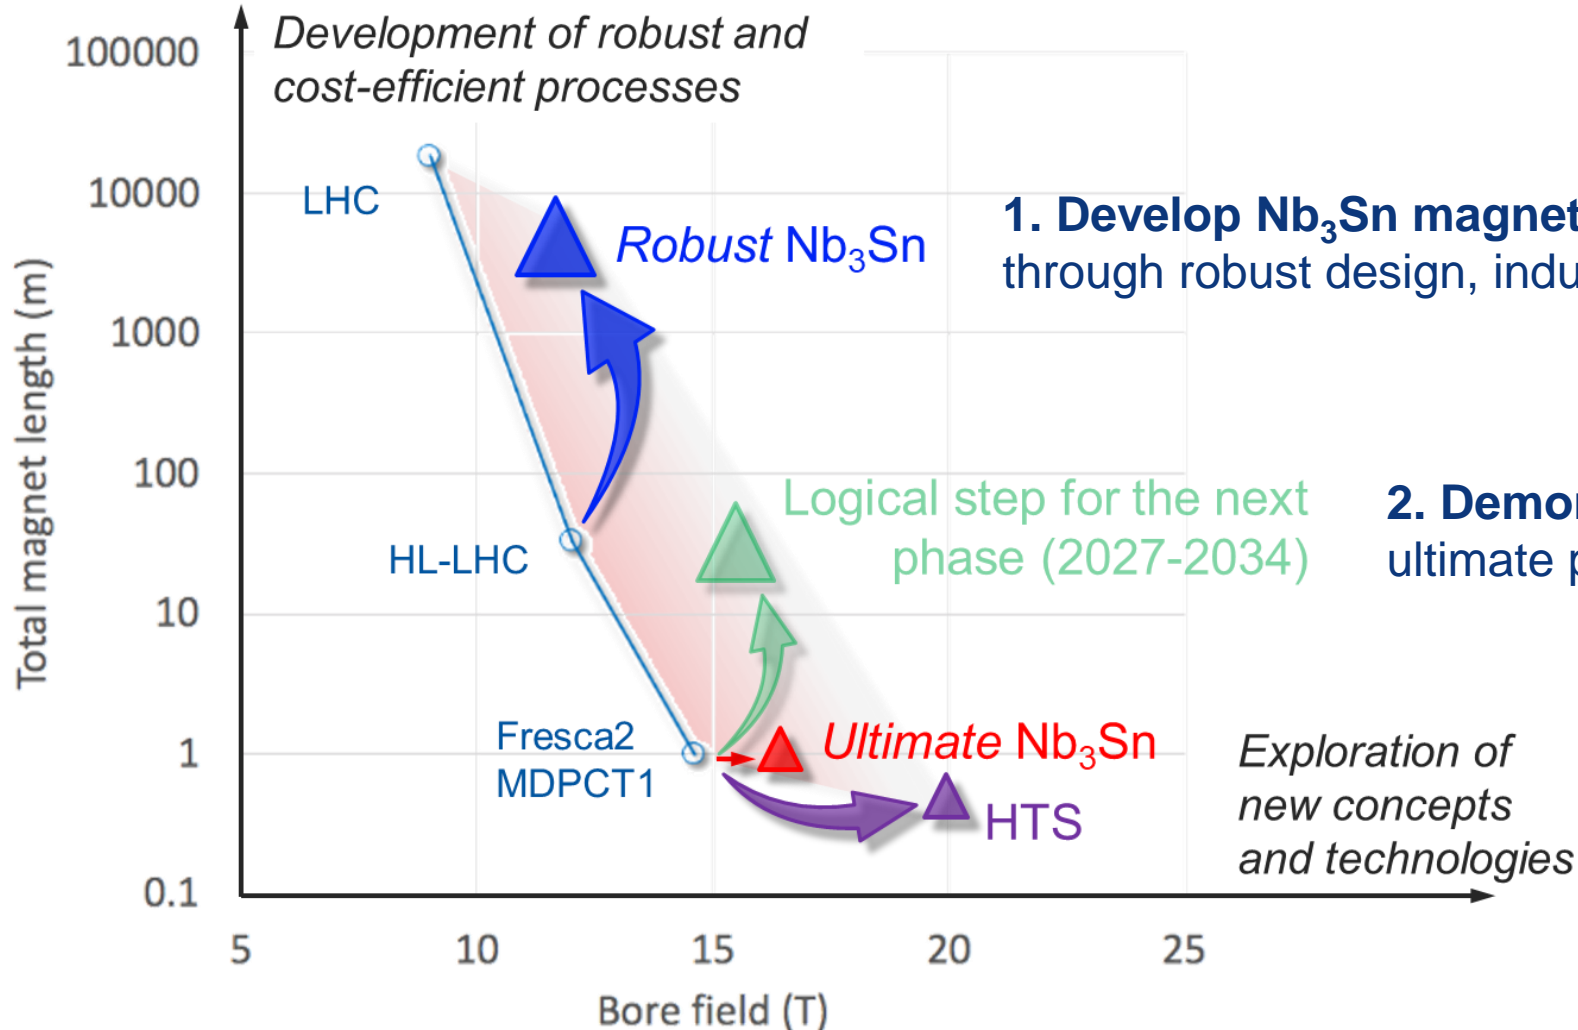 Development of robust and
cost-efficient processes
100000
10000
1000
100
10
1
0.1
Total magnet length (m)
LHC
Robust Nb₃Sn
1. Develop Nb₃Sn magnet
through robust design, indu
HL-LHC
Logical step for the next
phase (2027-2034)
2. Demo
ultimate p
Fresca2
MDPCT1
Ultimate Nb₃Sn
HTS
Exploration of
new concepts
and technologies
5 10 15 20 25
Bore field (T)